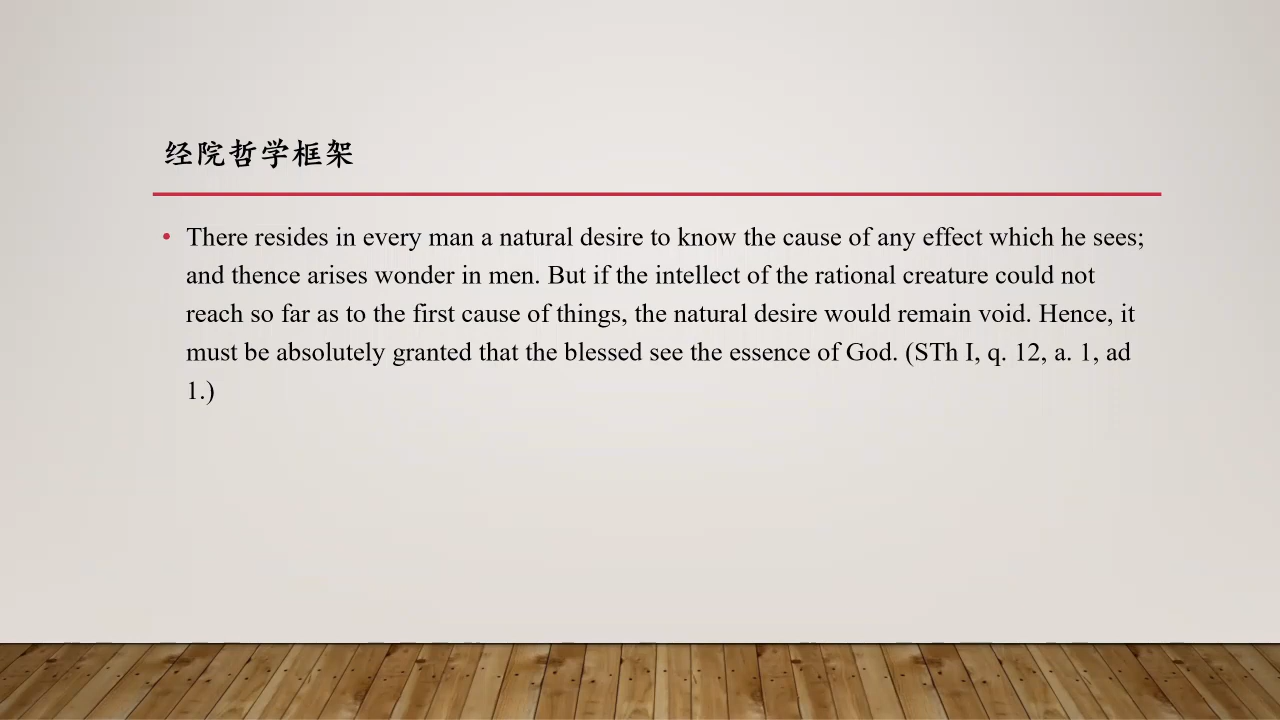 经院哲学框架
• There resides in every man a natural desire to know the cause of any effect which he sees;
and thence arises wonder in men. But if the intellect of the rational creature could not
reach so far as to the first cause of things, the natural desire would remain void. Hence, it
must be absolutely granted that the blessed see the essence of God. (STh I, q. 12, a. 1, ad
1.)